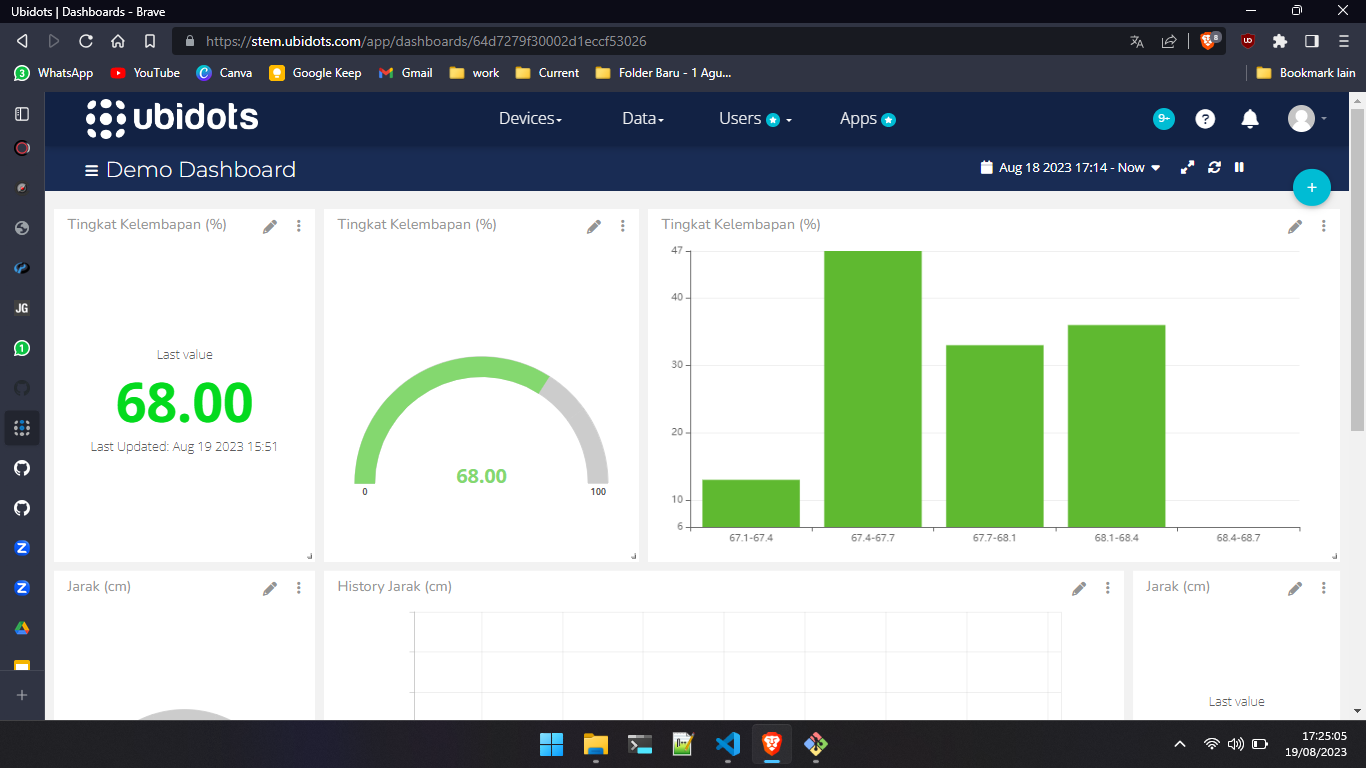 Ubidots | Dashboards - Brave
https://stem.ubidots.com/app/dashboards/64d7279f30002d1eccf53026
8
UD
3 WhatsApp YouTube Canva Google Keep Gmail work Current Folder Baru - 1 Agu... Bookmark lain
ubidots Devices Data Users Apps 9+ ?
Demo Dashboard Aug 18 2023 17:14 - Now
+
JG
1
Z
Z
+
Tingkat Kelembapan (%)
Last value
68.00
Last Updated: Aug 19 2023 15:51
Tingkat Kelembapan (%)
68.00
0 100
Tingkat Kelembapan (%)
47
40
30
20
10
6
67.1-67.4 67.4-67.7 67.7-68.1 68.1-68.4 68.4-68.7
Jarak (cm)
History Jarak (cm)
Jarak (cm)
Last value
17:25:05
19/08/2023